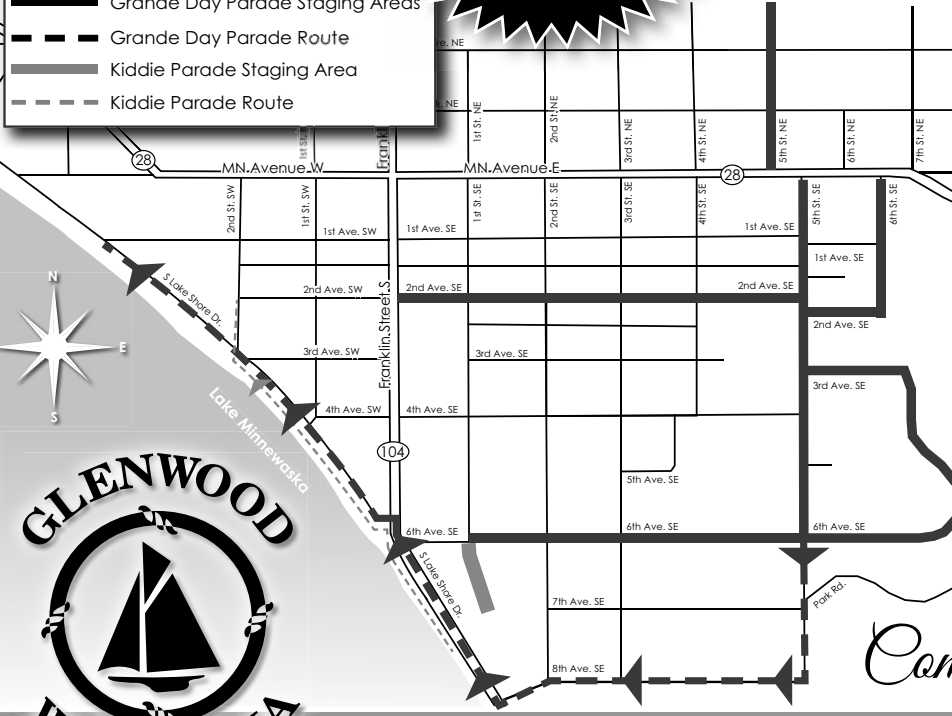 Grande Day Parade Staging Areas
Grande Day Parade Route
Kiddie Parade Staging Area
Kiddie Parade Route
ve. NE
. NE
1st St. NE
2nd St. NE
3rd St. NE
4th St. NE
5th St. NE
6th St. NE
7th St. NE
1st St.
Frankl
28
MN Avenue W
MN Avenue E
28
2nd St. SW
1st St. SW
1st St. SE
2nd St. SE
3rd St. SE
4th St. SE
5th St. SE
6th St. SE
1st Ave. SW
1st Ave. SE
1st Ave. SE
1st Ave. SE
N
E
S
S Lake Shore Dr.
2nd Ave. SW
2nd Ave. SE
2nd Ave. SE
2nd Ave. SE
Franklin Street S
3rd Ave. SW
3rd Ave. SE
3rd Ave. SE
Lake Minnewaska
4th Ave. SW
4th Ave. SE
104
5th Ave. SE
6th Ave. SE
6th Ave. SE
6th Ave. SE
GLENWOOD
S Lake Shore Dr.
7th Ave. SE
Park Rd.
8th Ave. SE
Com